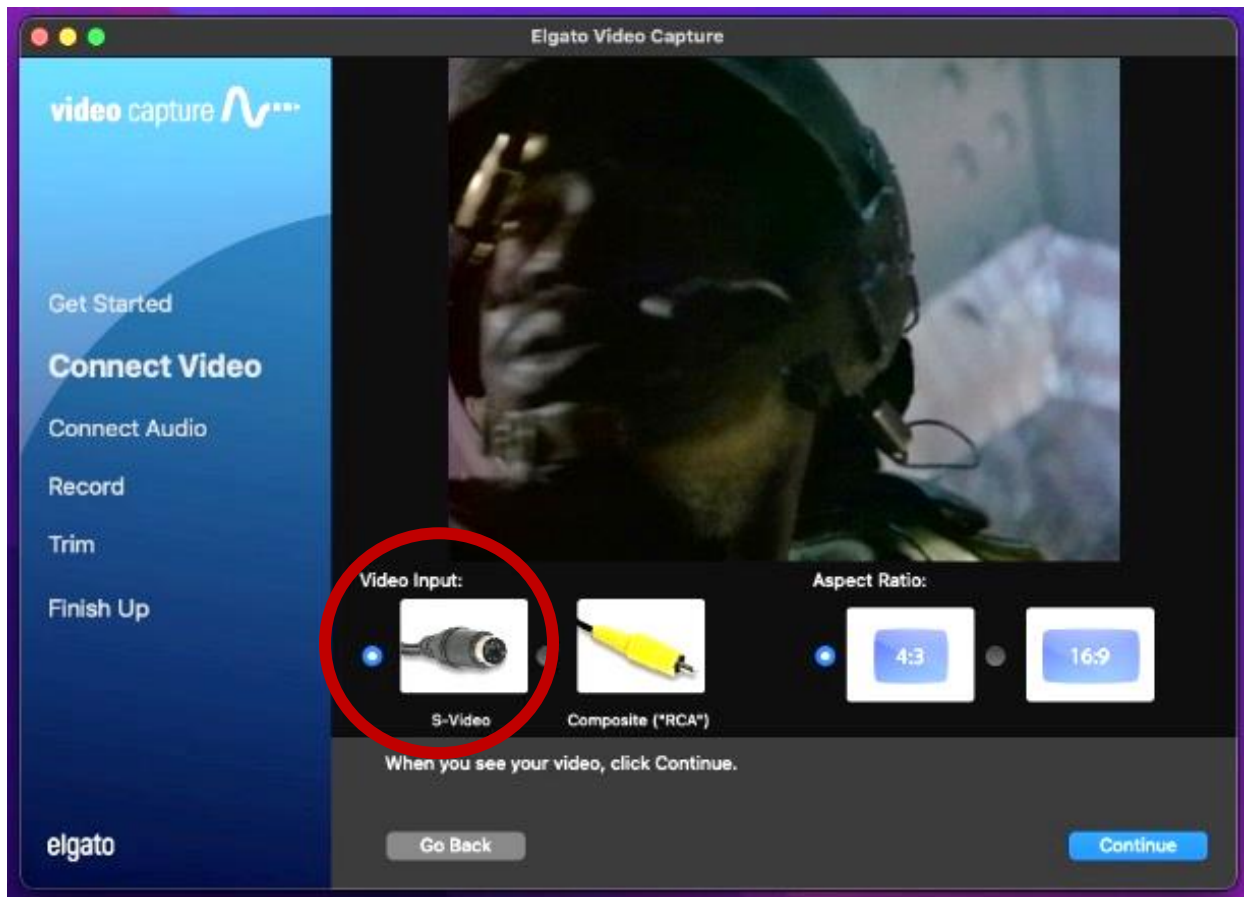 Elgato Video Capture
video capture
Get Started
Connect Video
Connect Audio
Record
Trim
Finish Up
elgato
Video Input:
S-Video
Composite ("RCA")
Aspect Ratio:
4:3
16:9
When you see your video, click Continue.
Go Back
Continue